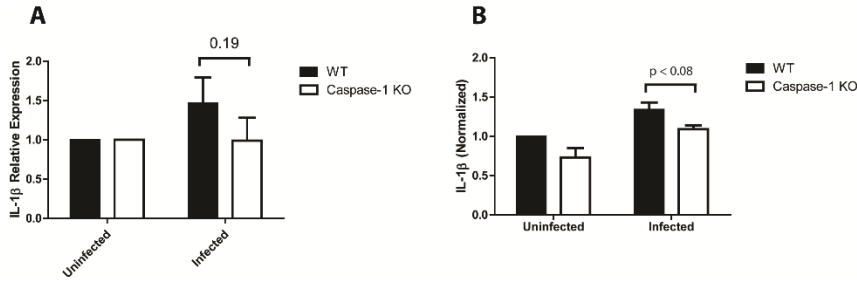 A
0.19
2.0
1.5
1.0
0.5
0.0
IL-1β Relative Expression
WT
Caspase-1 KO
Uninfected
Infected
B
p < 0.08
2.0
1.5
1.0
0.5
0.0
IL-1β (Normalized)
WT
Caspase-1 KO
Uninfected
Infected